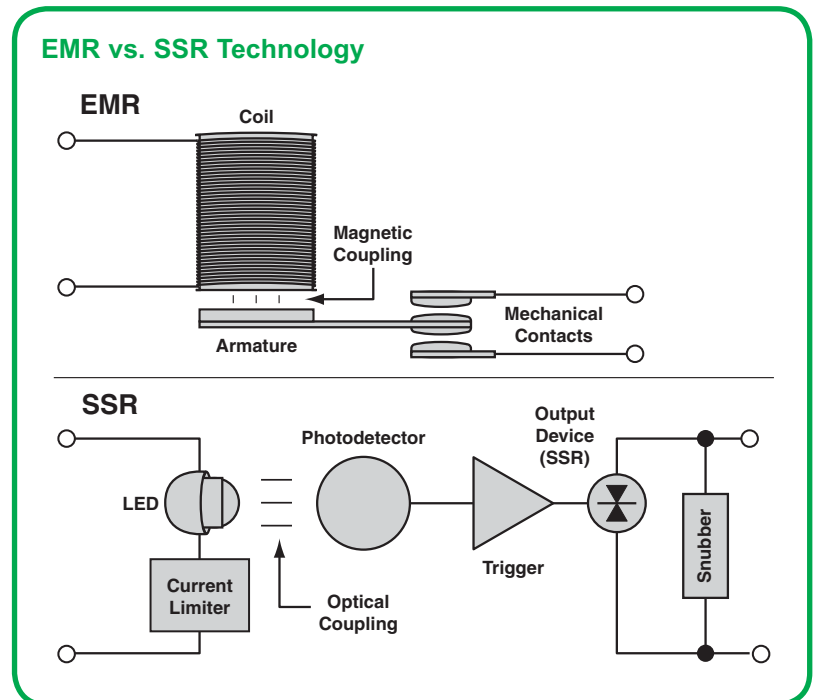 EMR vs. SSR Technology
EMR
Coil
Magnetic
Coupling
Mechanical
Contacts
Armature
SSR
Output
Device
(SSR)
Photodetector
LED
Snubber
Trigger
Current
Limiter
Optical
Coupling